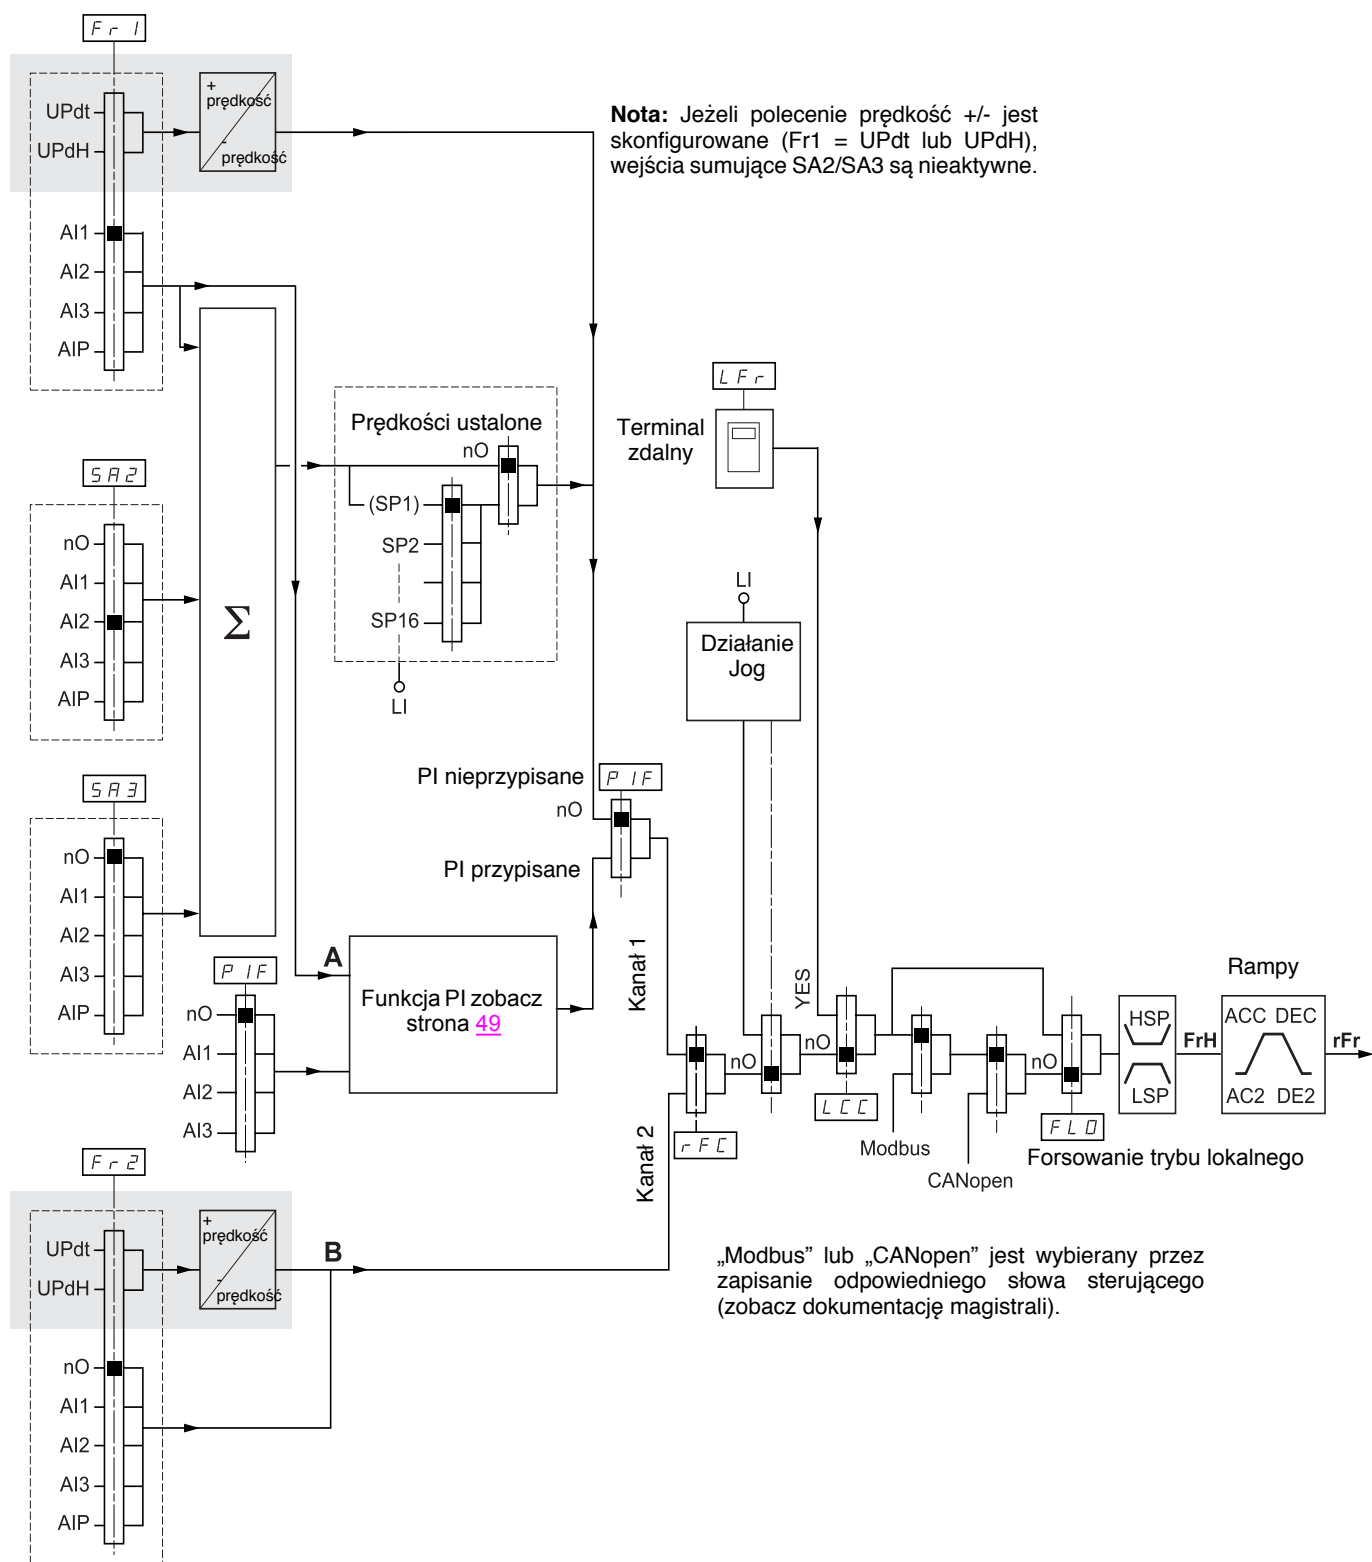 Fr1
+
prędkość
-
prędkość
UPdt
UPdH
AI1
AI2
AI3
AIP
Nota: Jeżeli polecenie prędkość +/- jest
skonfigurowane (Fr1 = UPdt lub UPdH),
wejścia sumujące SA2/SA3 są nieaktywne.
SA2
nO
AI1
AI2
AI3
AIP
Σ
Prędkości ustalone
nO
(SP1)
SP2
SP16
LI
LFr
Terminal
zdalny
LI
Działanie
Jog
SA3
nO
AI1
AI2
AI3
AIP
PI nieprzypisane
PIF
nO
PI przypisane
PIF
nO
AI1
AI2
AI3
A
Funkcja PI zobacz
strona 49
Kanał 1
Kanał 2
rFC
nO
YES
nO
LCC
Modbus
CANopen
nO
FLO
Forsowanie trybu lokalnego
HSP
LSP
FrH
Rampy
ACC DEC
AC2 DE2
rFr
Fr2
+
prędkość
-
prędkość
UPdt
UPdH
B
nO
AI1
AI2
AI3
AIP
„Modbus” lub „CANopen” jest wybierany przez
zapisanie odpowiedniego słowa sterującego
(zobacz dokumentację magistrali).